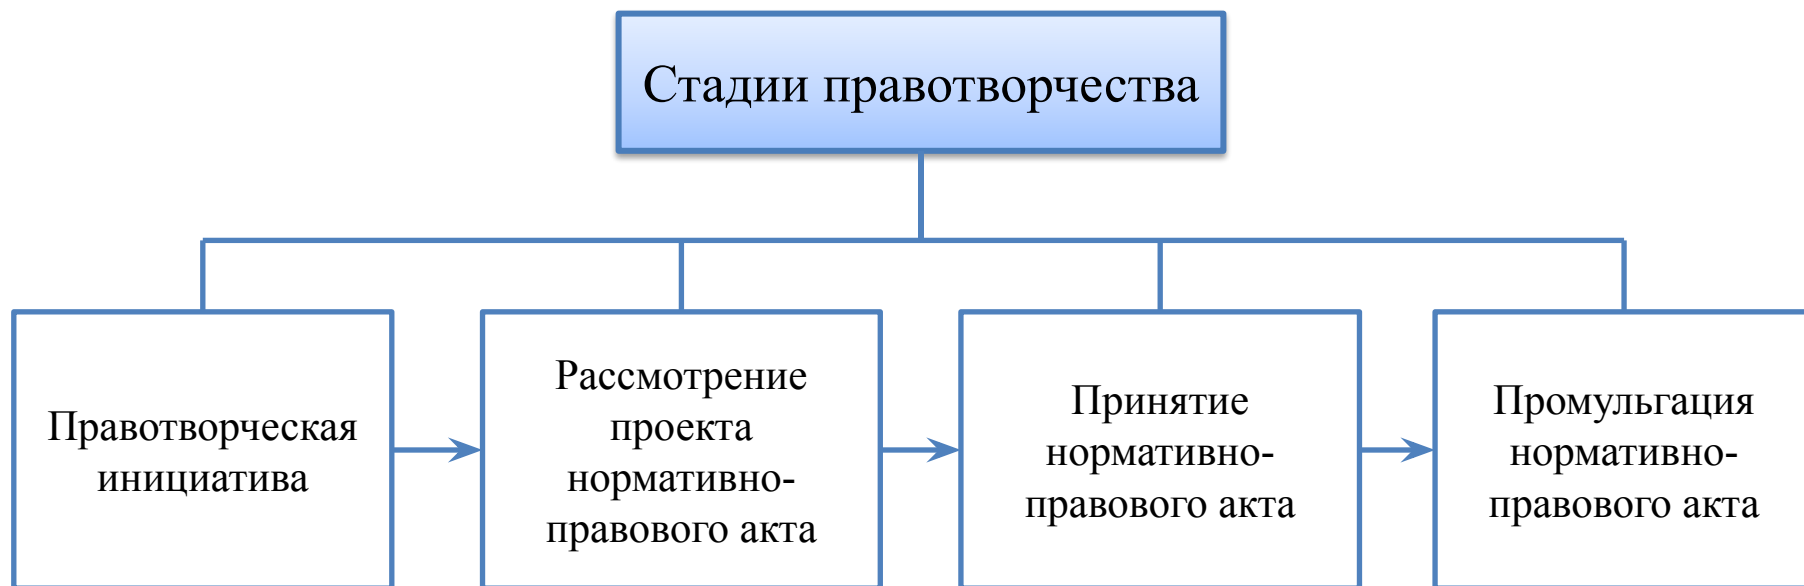 Стадии правотворчества
Правотворческая
инициатива
Рассмотрение
проекта
нормативно-
правового акта
Принятие
нормативно-
правового акта
Промульгация
нормативно-
правового акта